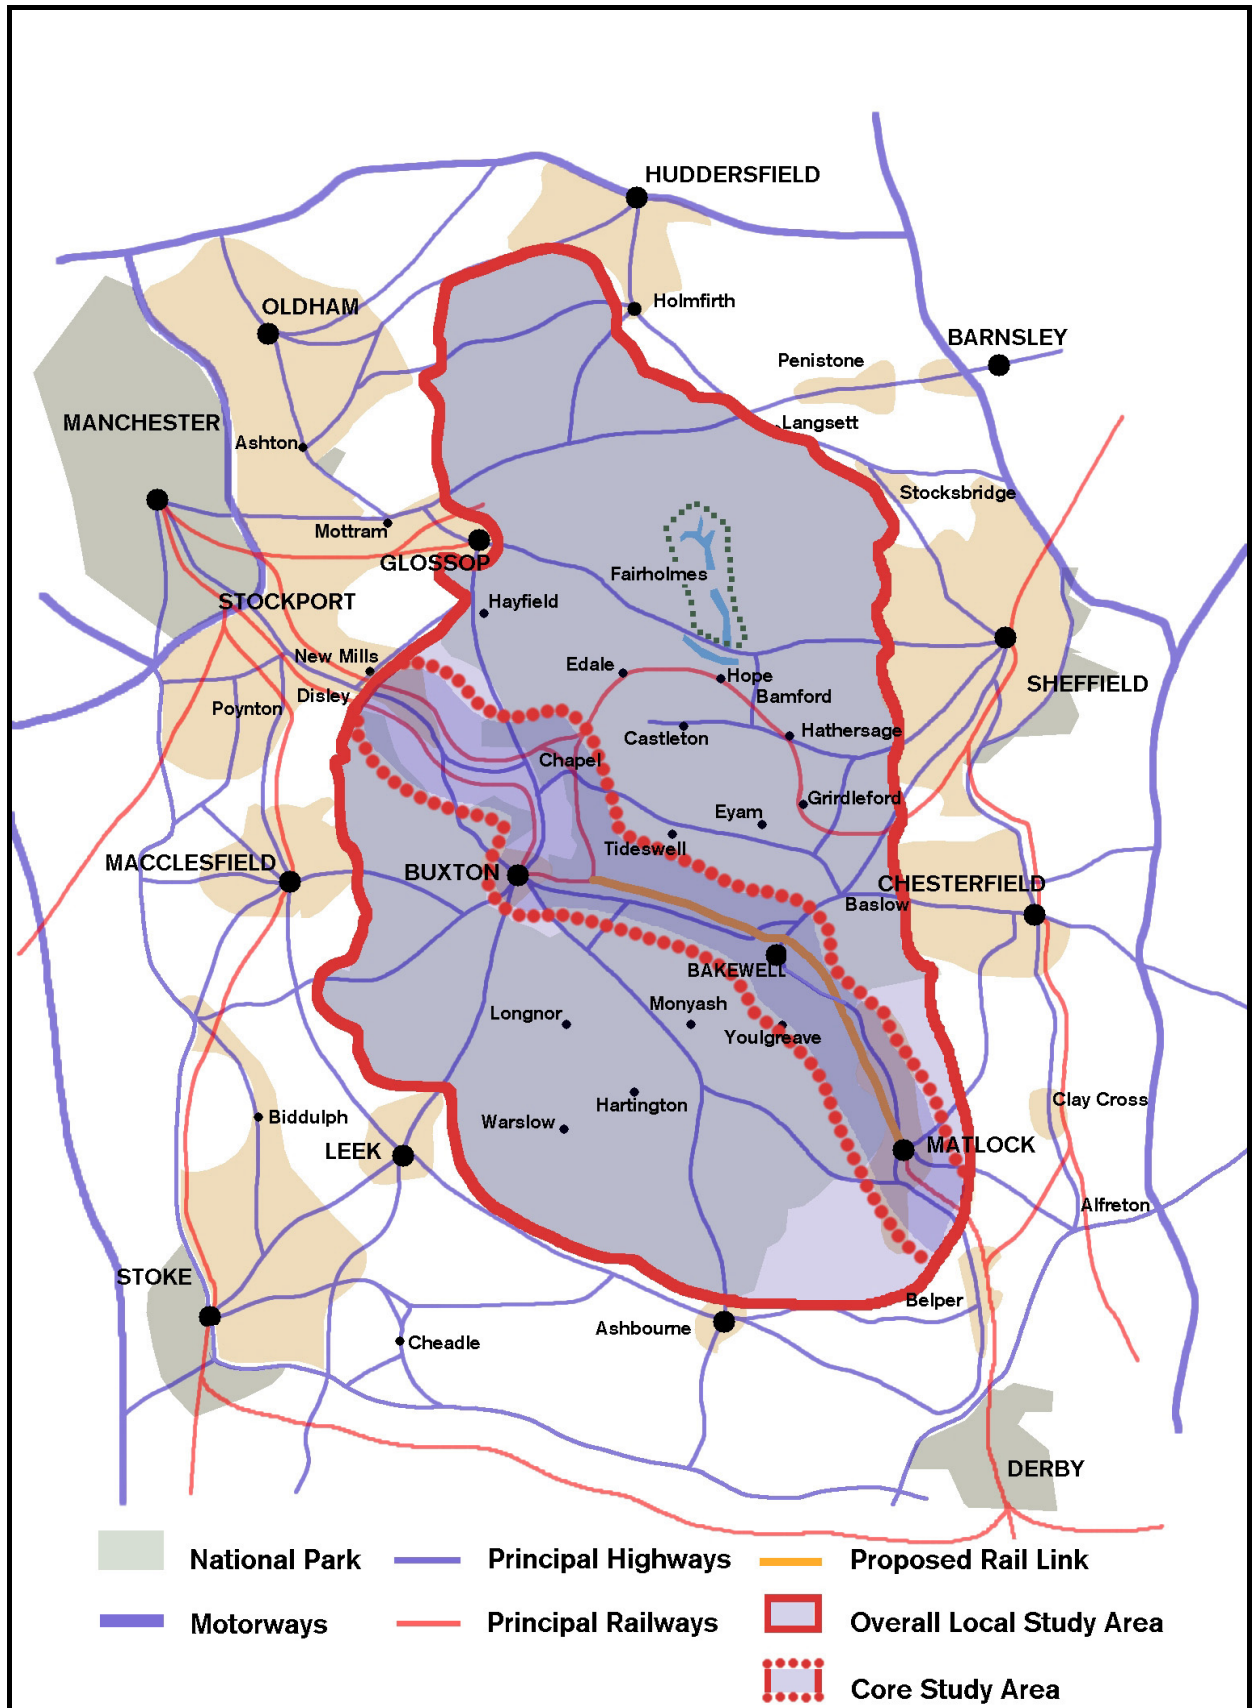 HUDDERSFIELD
Holmfirth
OLDHAM
BARNSLEY
Penistone
MANCHESTER
Langsett
Ashton
Stocksbridge
Mottram
GLOSSOP
Fairholmes
STOCKPORT
Hayfield
New Mills
Edale
Hope
SHEFFIELD
Disley
Bamford
Poynton
Castleton
Hathersage
Chapel
Grirdleford
Eyam
Tideswell
MACCLESFIELD
BUXTON
CHESTERFIELD
Baslow
BAKEWELL
Longnor
Monyash
Youlgreave
Hartington
Clay Cross
Biddulph
Warslow
LEEK
MATLOCK
Alfreton
STOKE
Belper
Ashbourne
Cheadle
DERBY
National Park
Principal Highways
Proposed Rail Link
Motorways
Principal Railways
Overall Local Study Area
Core Study Area